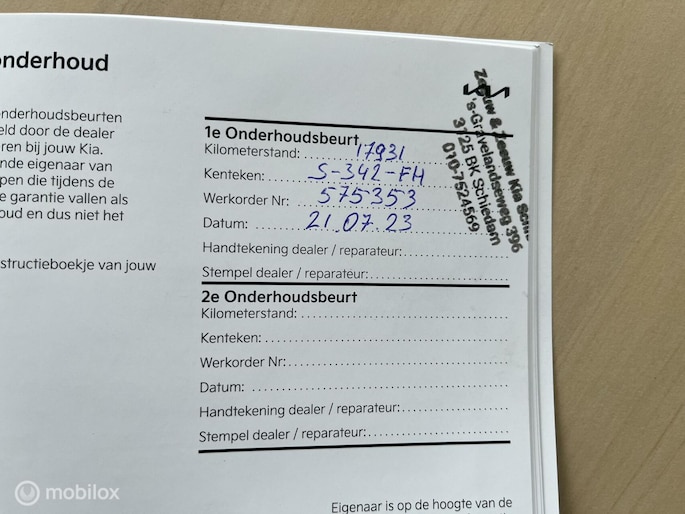 onderhoud
nderhoudsbeurten
eld door de dealer
ren bij jouw Kia.
nde eigenaar van
pen die tijdens de
e garantie vallen als
oud en dus niet het
structieboekje van jouw
1e Onderhoudsbeurt
Kilometerstand: 17931
Kenteken: S-342-FH
Werkorder Nr: 575353
Datum: 21.07.23
Handtekening dealer / reparateur:
Stempel dealer / reparateur:
Zeeuw & Zeeuw Kia Schie
's-Gravelandseweg 396
3125 BK Schiedam
010-7524569
2e Onderhoudsbeurt
Kilometerstand:
Kenteken:
Werkorder Nr:
Datum:
Handtekening dealer / reparateur:
Stempel dealer / reparateur:
Eigenaar is op de hoogte van de
mobilox